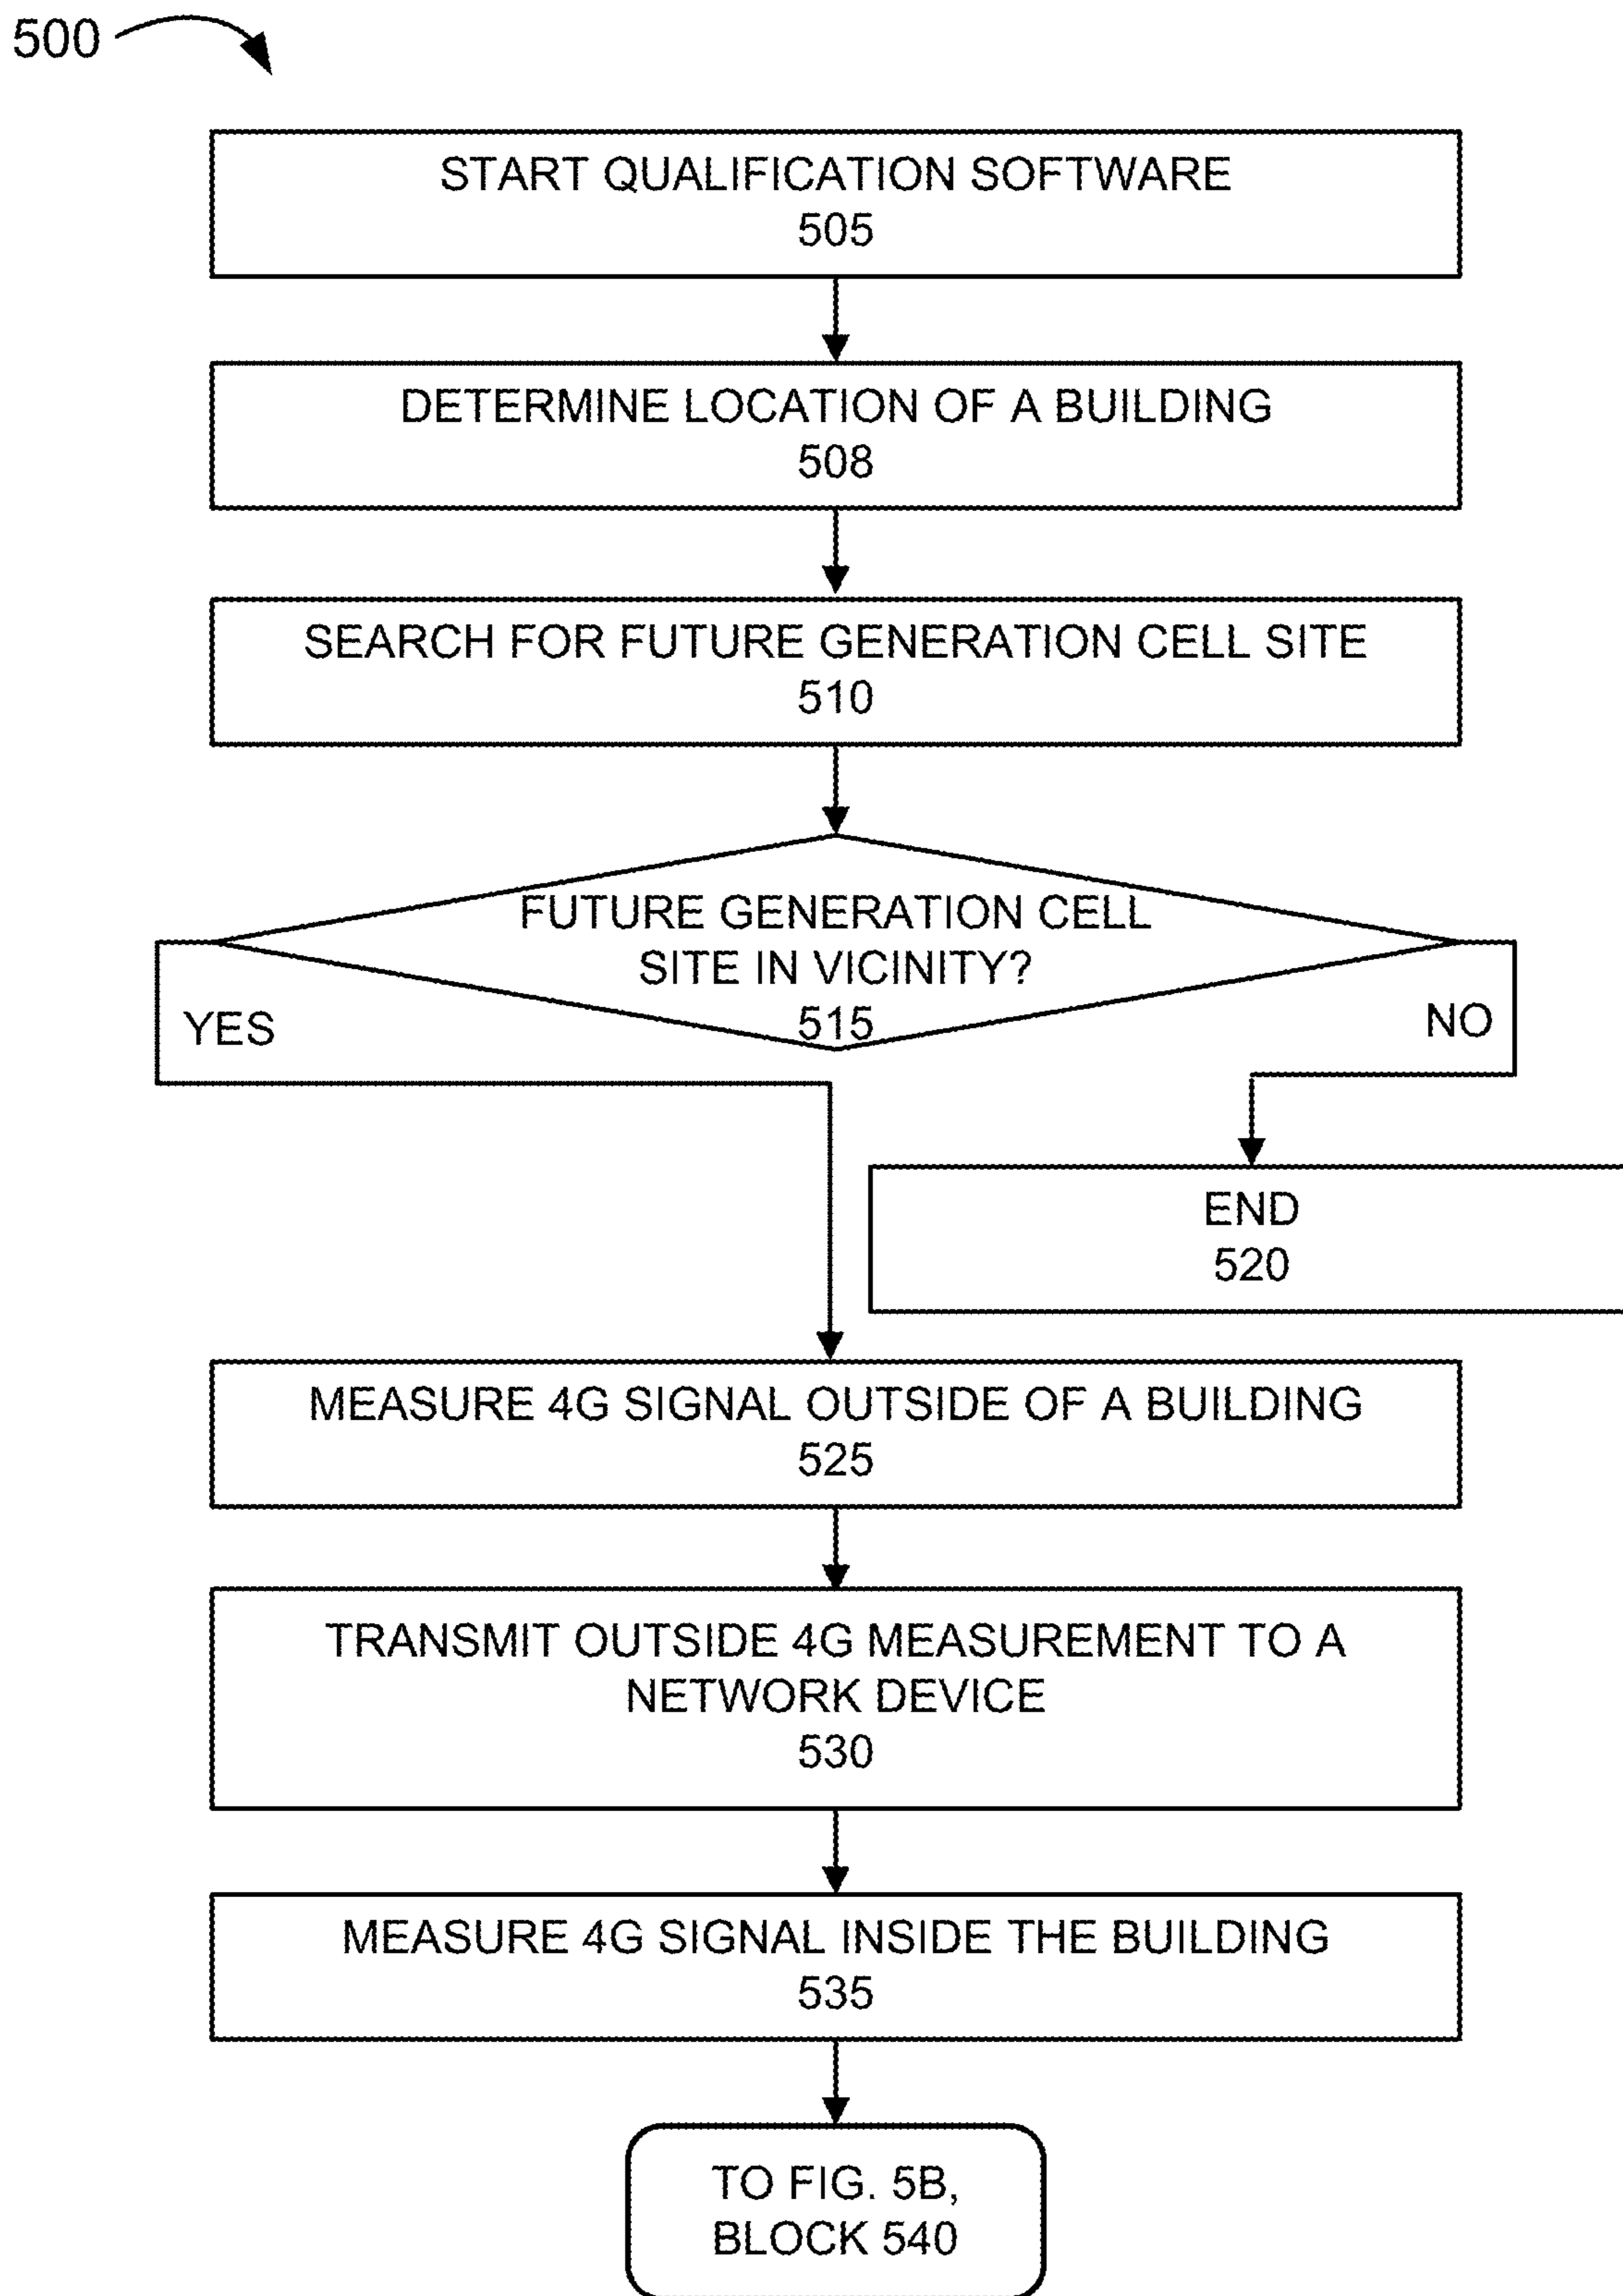 500
START QUALIFICATION SOFTWARE
505
DETERMINE LOCATION OF A BUILDING
508
SEARCH FOR FUTURE GENERATION CELL SITE
510
FUTURE GENERATION CELL
SITE IN VICINITY?
515
YES
NO
END
520
MEASURE 4G SIGNAL OUTSIDE OF A BUILDING
525
TRANSMIT OUTSIDE 4G MEASUREMENT TO A
NETWORK DEVICE
530
MEASURE 4G SIGNAL INSIDE THE BUILDING
535
TO FIG. 5B,
BLOCK 540